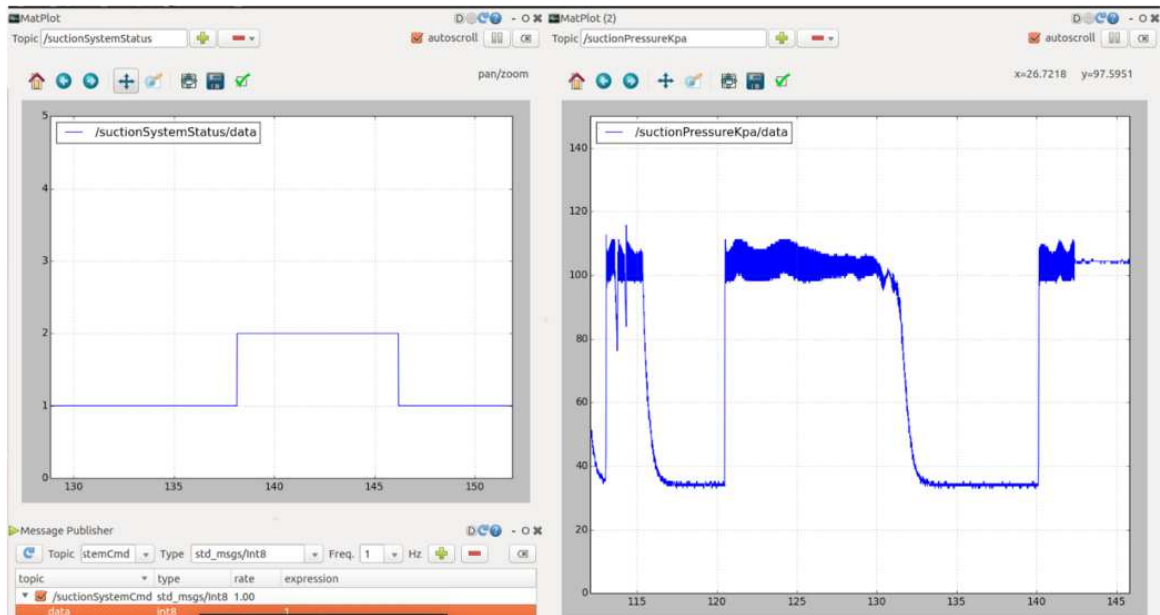 MatPlot
Topic /suctionSystemStatus
autoscroll
pan/zoom
/suctionSystemStatus/data
5
4
3
2
1
0
130 135 140 145 150
Message Publisher
D - O
Topic stemCmd Type std_msgs/Int8 Freq. 1 Hz
topic type rate expression
/suctionSystemCmd std_msgs/Int8 1.00
data int8 1
MatPlot (2)
Topic /suctionPressureKpa
autoscroll
x=26.7218 y=97.5951
/suctionPressureKpa/data
140
120
100
80
60
40
20
0
115 120 125 130 135 140 145